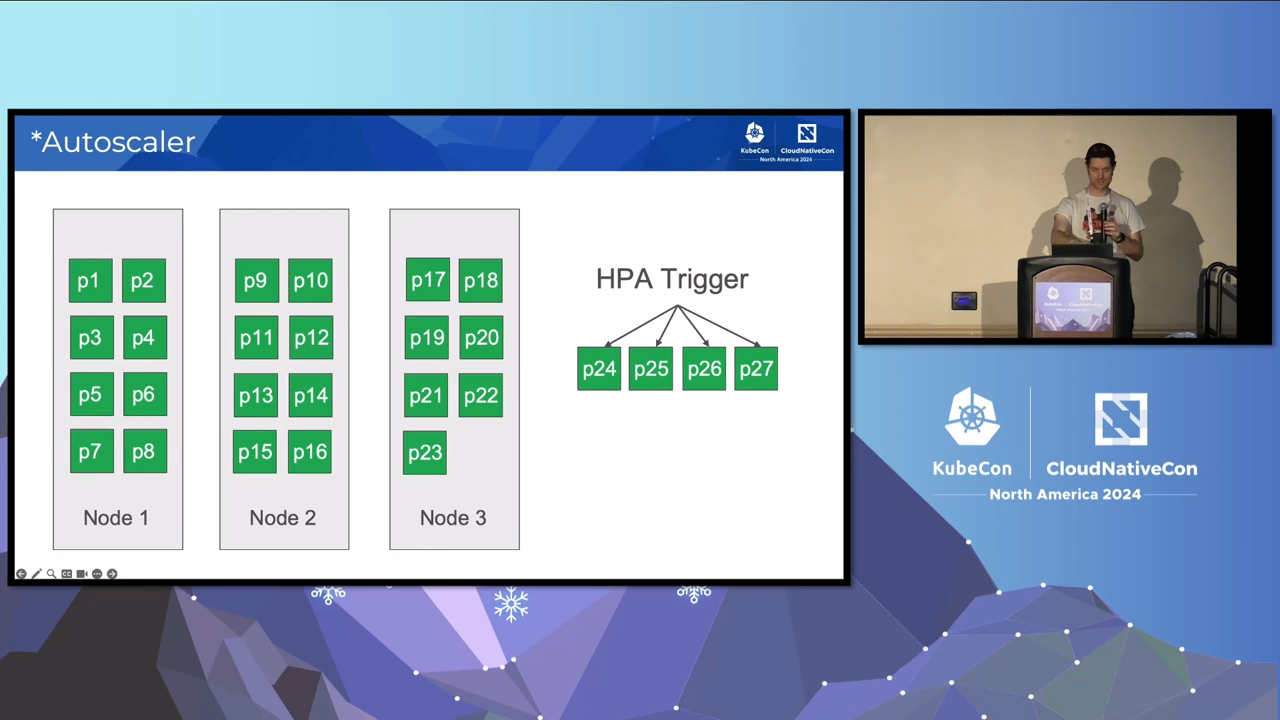 *Autoscaler
KubeCon
CloudNativeCon
North America 2024
p1 p2
p3 p4
p5 p6
p7 p8
Node 1
p9 p10
p11 p12
p13 p14
p15 p16
Node 2
p17 p18
p19 p20
p21 p22
p23
Node 3
HPA Trigger
p24 p25 p26 p27
KubeCon
CloudNativeCon
North America 2024